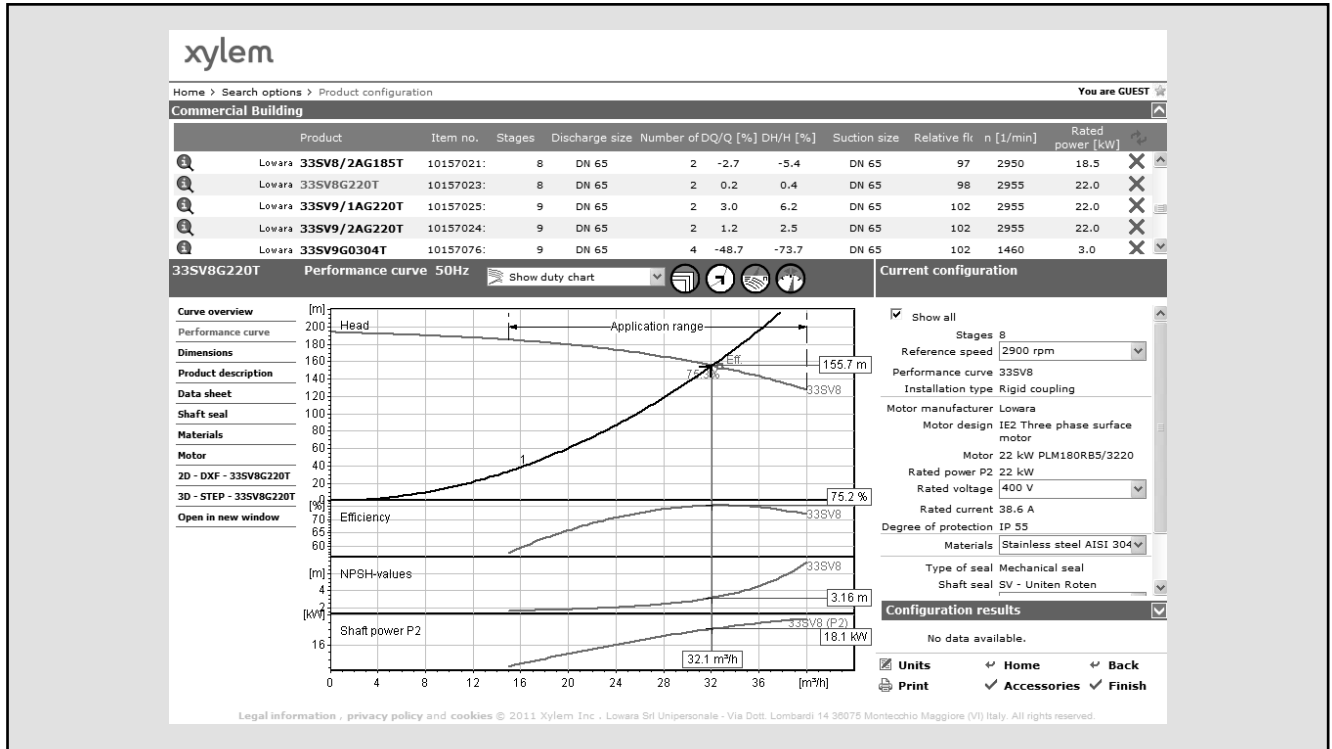 xylem
Home > Search options > Product configuration You are GUEST
Commercial Building
Product Item no. Stages Discharge size Number of DQ/Q [%] DH/H [%] Suction size Relative flo n [1/min] Rated power [kW]
Lowara 33SV8/2AG185T 10157021: 8 DN 65 2 -2.7 -5.4 DN 65 97 2950 18.5
Lowara 33SV8G220T 10157023: 8 DN 65 2 0.2 0.4 DN 65 98 2955 22.0
Lowara 33SV9/1AG220T 10157025: 9 DN 65 2 3.0 6.2 DN 65 102 2955 22.0
Lowara 33SV9/2AG220T 10157024: 9 DN 65 2 1.2 2.5 DN 65 102 2955 22.0
Lowara 33SV9G0304T 10157076: 9 DN 65 4 -48.7 -73.7 DN 65 102 1460 3.0
33SV8G220T Performance curve 50Hz Show duty chart Current configuration
Curve overview
Performance curve
Dimensions
Product description
Data sheet
Shaft seal
Materials
Motor
2D - DXF - 33SV8G220T
3D - STEP - 33SV8G220T
Open in new window
[m]
200
180
160
140
120
100
80
60
40
20
0
Head
Application range
Eff.
75.3%
155.7 m
33SV8
1
[%]
70
65
60
Efficiency
75.2 %
33SV8
[m]
4
2
NPSH-values
33SV8
3.16 m
[kW]
16
Shaft power P2
33SV8 (P2)
18.1 kW
32.1 m³/h
0 4 8 12 16 20 24 28 32 36 [m³/h]
Show all
Stages 8
Reference speed 2900 rpm
Performance curve 33SV8
Installation type Rigid coupling
Motor manufacturer Lowara
Motor design IE2 Three phase surface
motor
Motor 22 kW PLM180RB5/3220
Rated power P2 22 kW
Rated voltage 400 V
Rated current 38.6 A
Degree of protection IP 55
Materials Stainless steel AISI 304
Type of seal Mechanical seal
Shaft seal SV - Uniten Roten
Configuration results
No data available.
Units Home Back
Print Accessories Finish
Legal information , privacy policy and cookies © 2011 Xylem Inc . Lowara Srl Unipersonale - Via Dott. Lombardi 14 36075 Montecchio Maggiore (VI) Italy. All rights reserved.